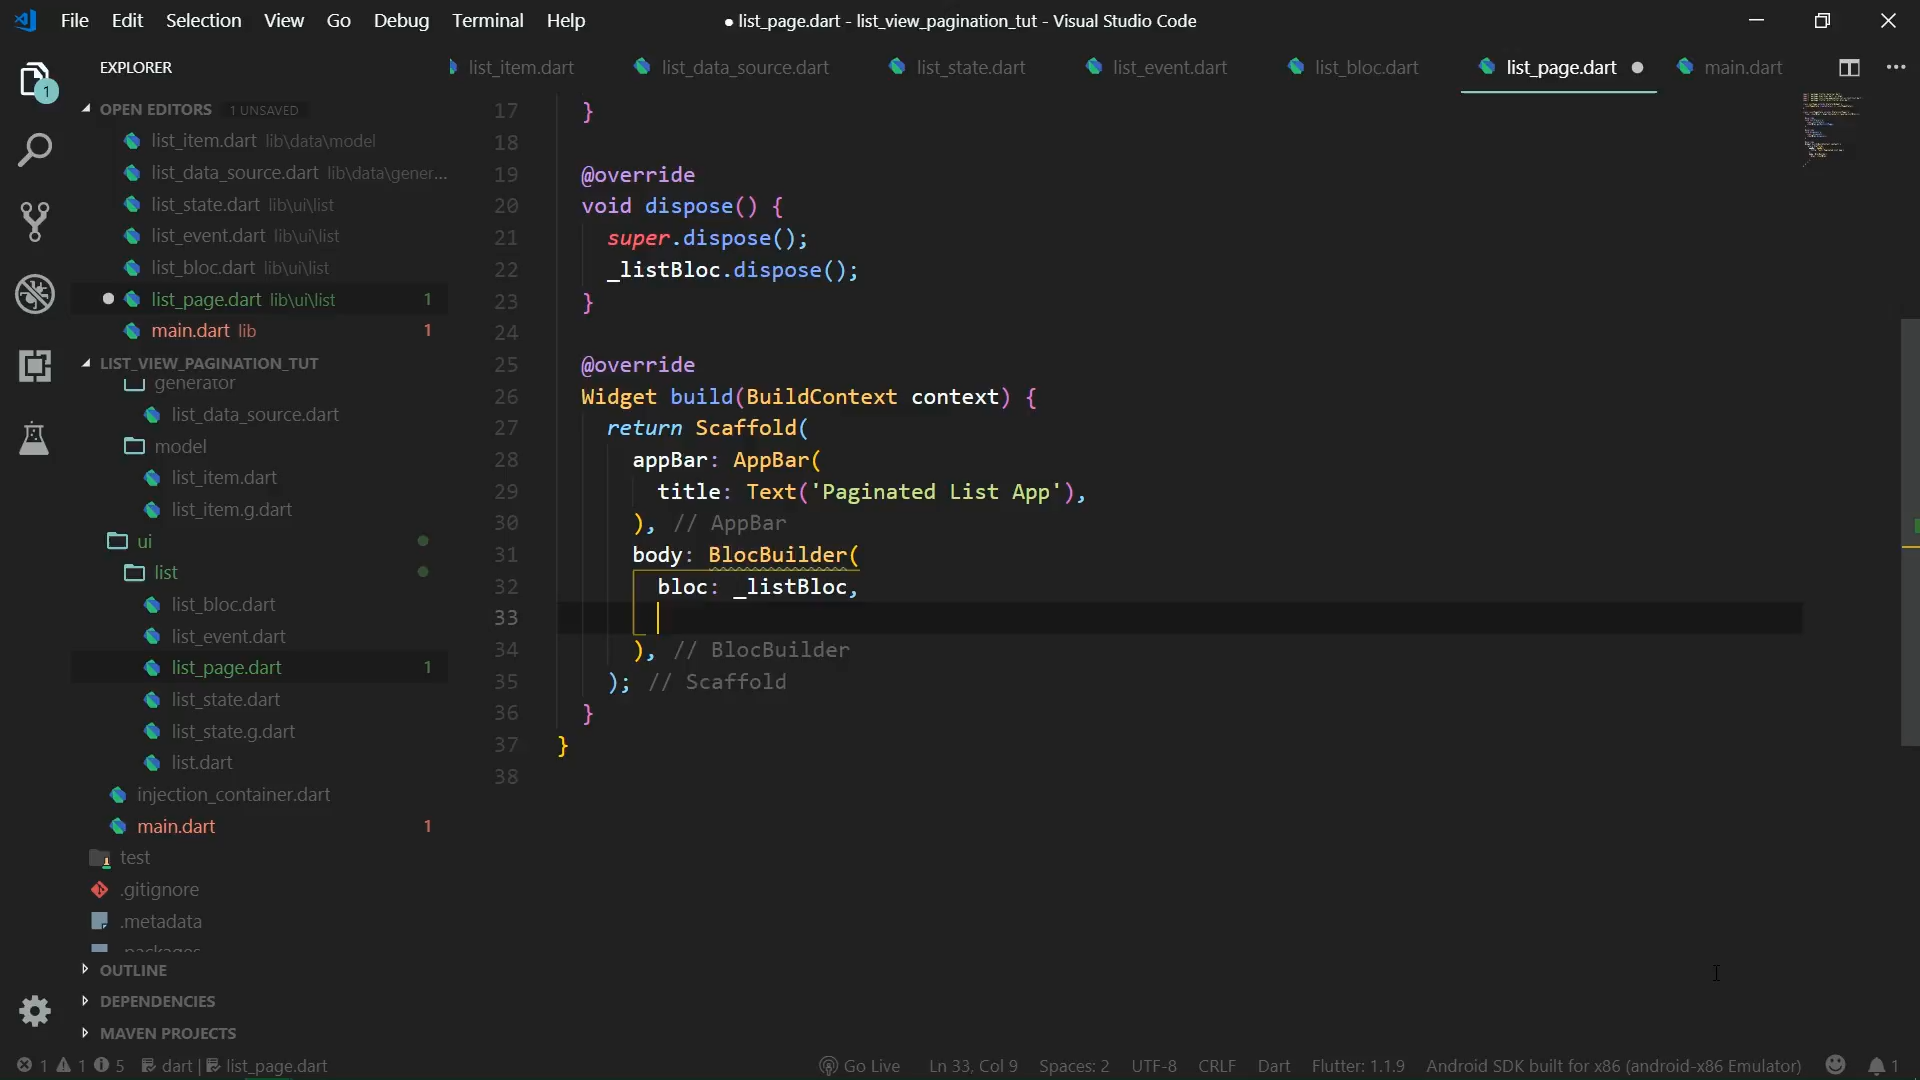 File Edit Selection View Go Debug Terminal Help
● list_page.dart - list_view_pagination_tut - Visual Studio Code
EXPLORER
list_item.dart list_data_source.dart list_state.dart list_event.dart list_bloc.dart list_page.dart main.dart
1
OPEN EDITORS 1 UNSAVED
list_item.dart lib\data\model
list_data_source.dart lib\data\gener...
list_state.dart lib\ui\list
list_event.dart lib\ui\list
list_bloc.dart lib\ui\list
list_page.dart lib\ui\list 1
main.dart lib 1
LIST_VIEW_PAGINATION_TUT
generator
list_data_source.dart
model
list_item.dart
list_item.g.dart
ui
list
list_bloc.dart
list_event.dart
list_page.dart 1
list_state.dart
list_state.g.dart
list.dart
injection_container.dart
main.dart 1
test
.gitignore
.metadata
.packages
OUTLINE
DEPENDENCIES
MAVEN PROJECTS
17 }
18
19 @override
20 void dispose() {
21 super.dispose();
22 _listBloc.dispose();
23 }
24
25 @override
26 Widget build(BuildContext context) {
27 return Scaffold(
28 appBar: AppBar(
29 title: Text('Paginated List App'),
30 ), // AppBar
31 body: BlocBuilder(
32 bloc: _listBloc,
33
34 ), // BlocBuilder
35 ); // Scaffold
36 }
37 }
38
1 1 5 dart | list_page.dart Go Live Ln 33, Col 9 Spaces: 2 UTF-8 CRLF Dart Flutter: 1.1.9 Android SDK built for x86 (android-x86 Emulator) 1